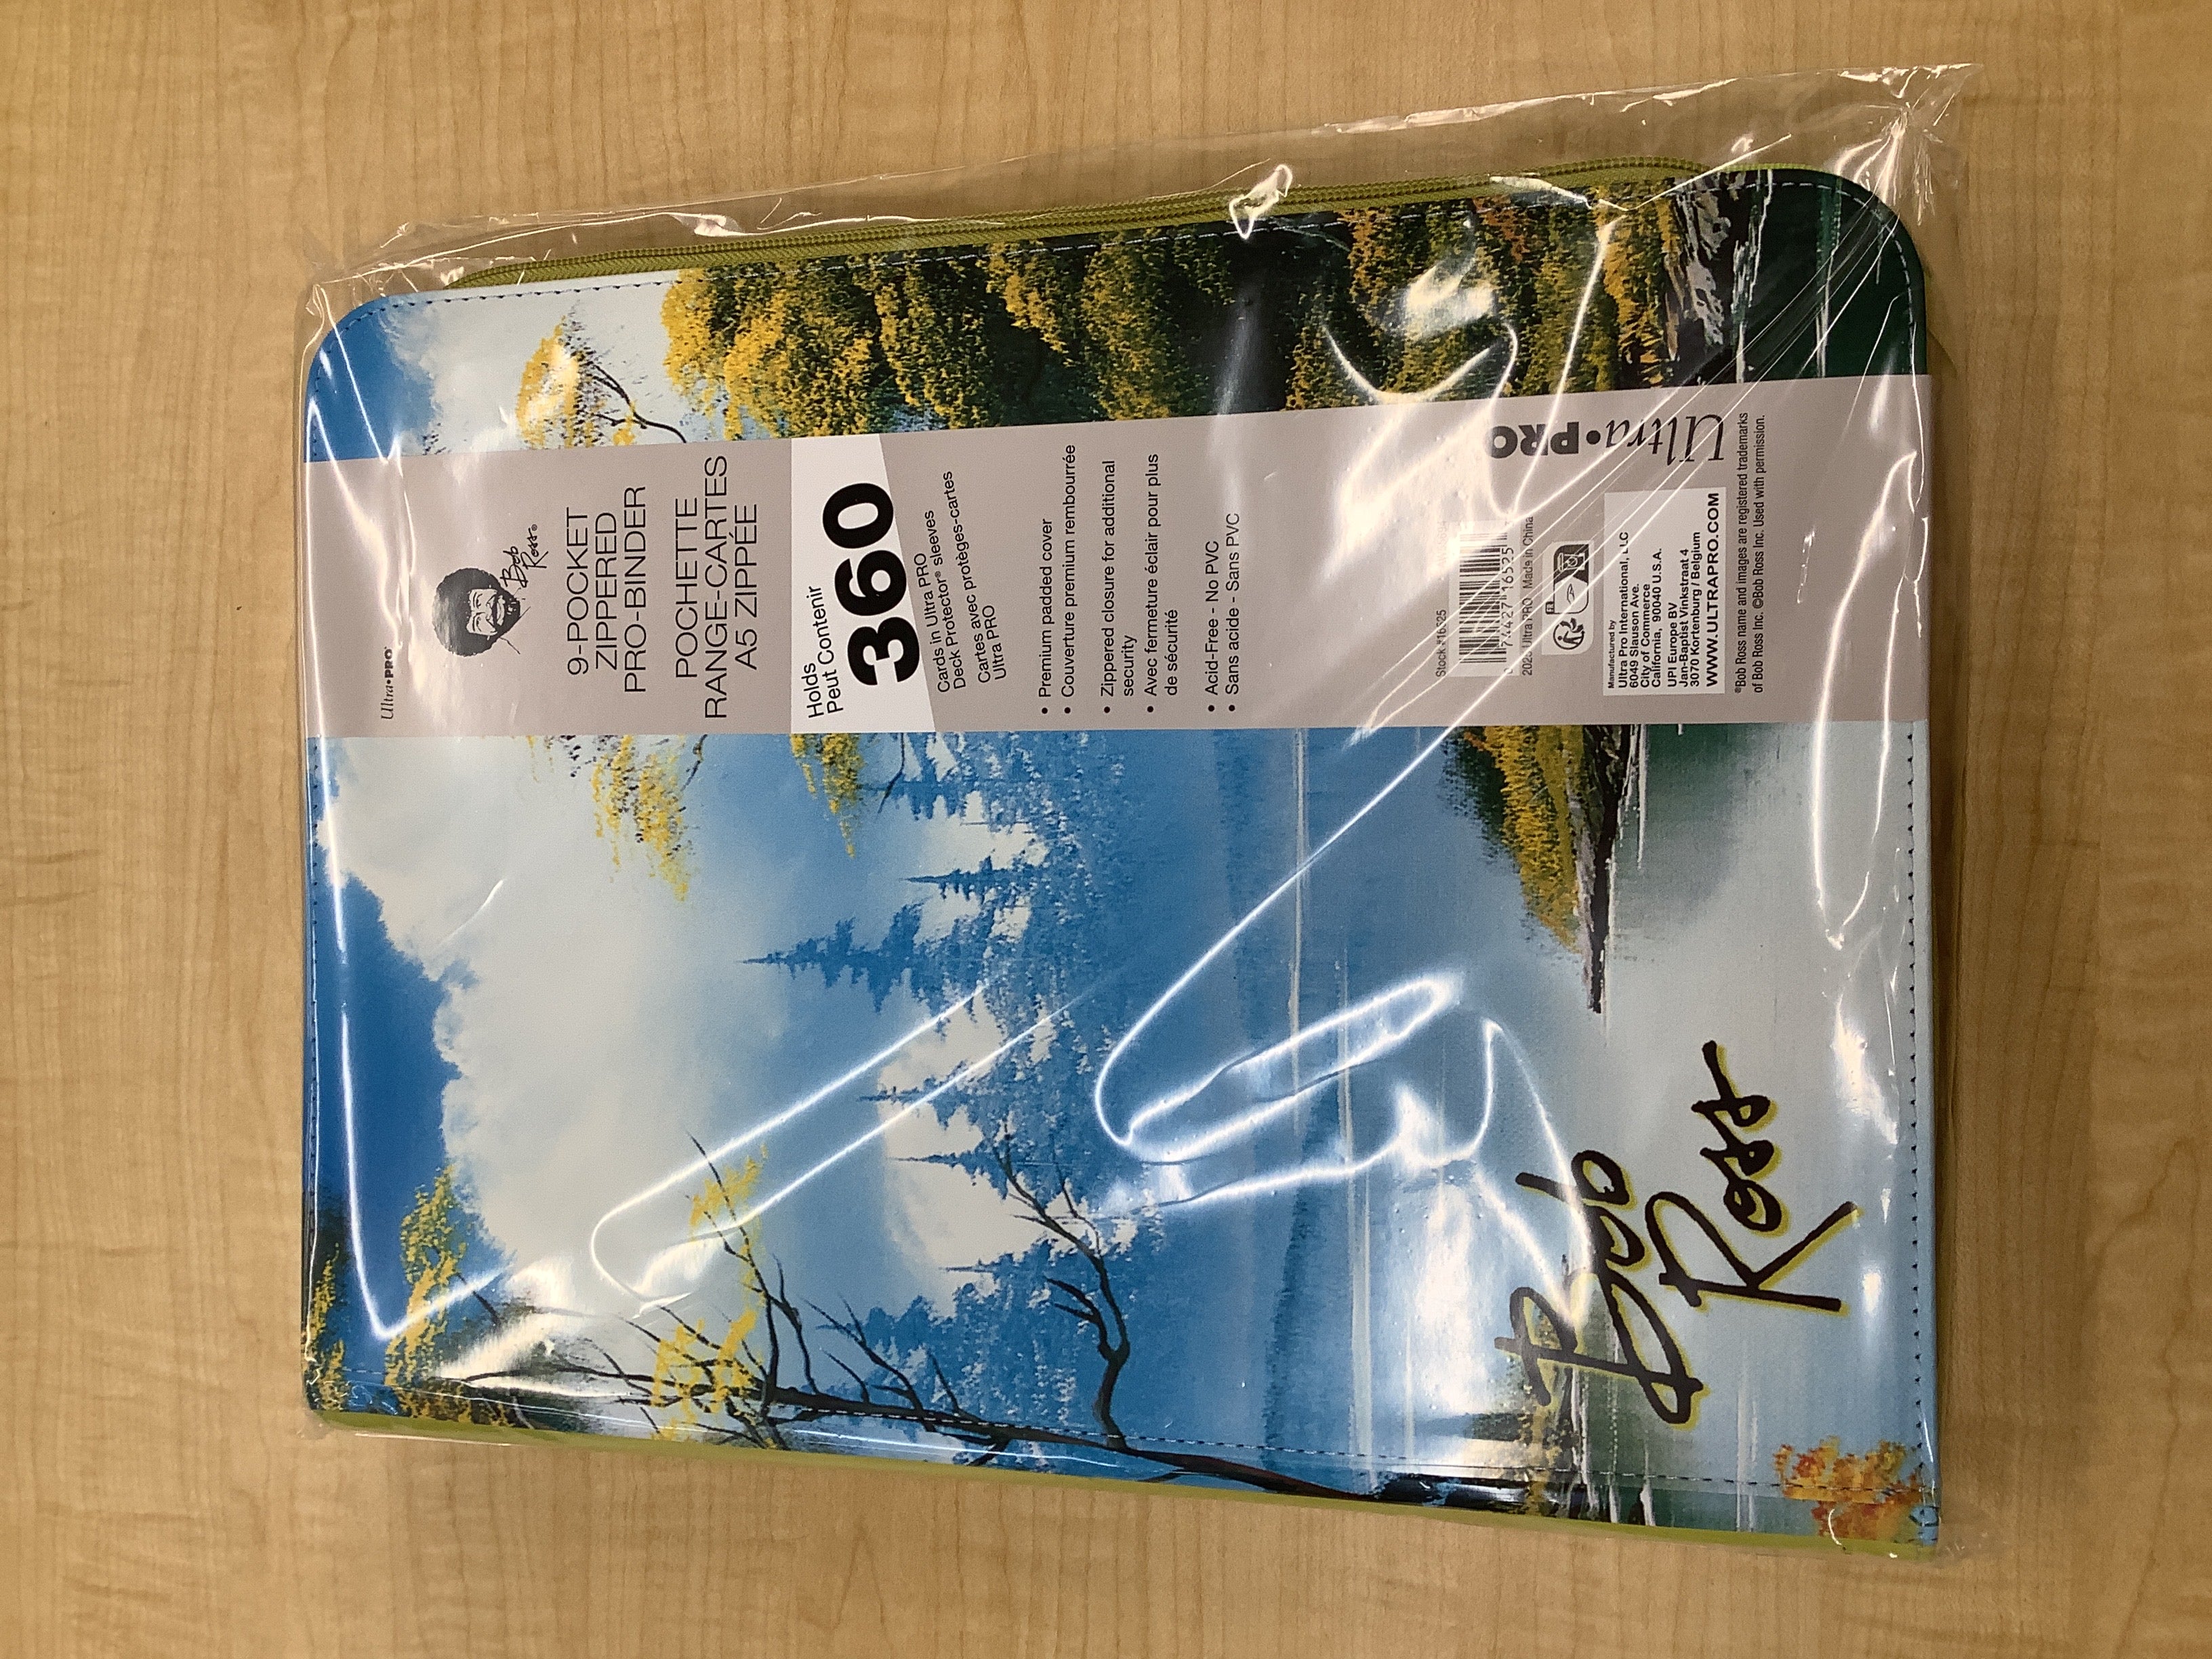 Ultra•PRO®
Bob
Ross®
9-POCKET
ZIPPERED
PRO-BINDER
POCHETTE
RANGE-CARTES
A5 ZIPPÉE
Holds
Peut Contenir
360
Cards in Ultra PRO
Deck Protector® sleeves
Cartes avec protèges-cartes
Ultra PRO
• Premium padded cover
• Couverture premium rembourrée
• Zippered closure for additional
security
• Avec fermeture éclair pour plus
de sécurité
• Acid-Free - No PVC
• Sans acide - Sans PVC
Stock #16525
74427 16525
Ultra PRO Made in China
Manufactured by
Ultra Pro International, LLC
6049 Slauson Ave.
City of Commerce
California, 90040 U.S.A.
UPI Europe BV
Jan-Baptist Vinkstraat 4
3070 Kortenburg / Belgium
WWW.ULTRAPRO.COM
®Bob Ross name and images are registered trademarks
of Bob Ross Inc. ©Bob Ross Inc. Used with permission.
Ultra•PRO
Bob
Ross